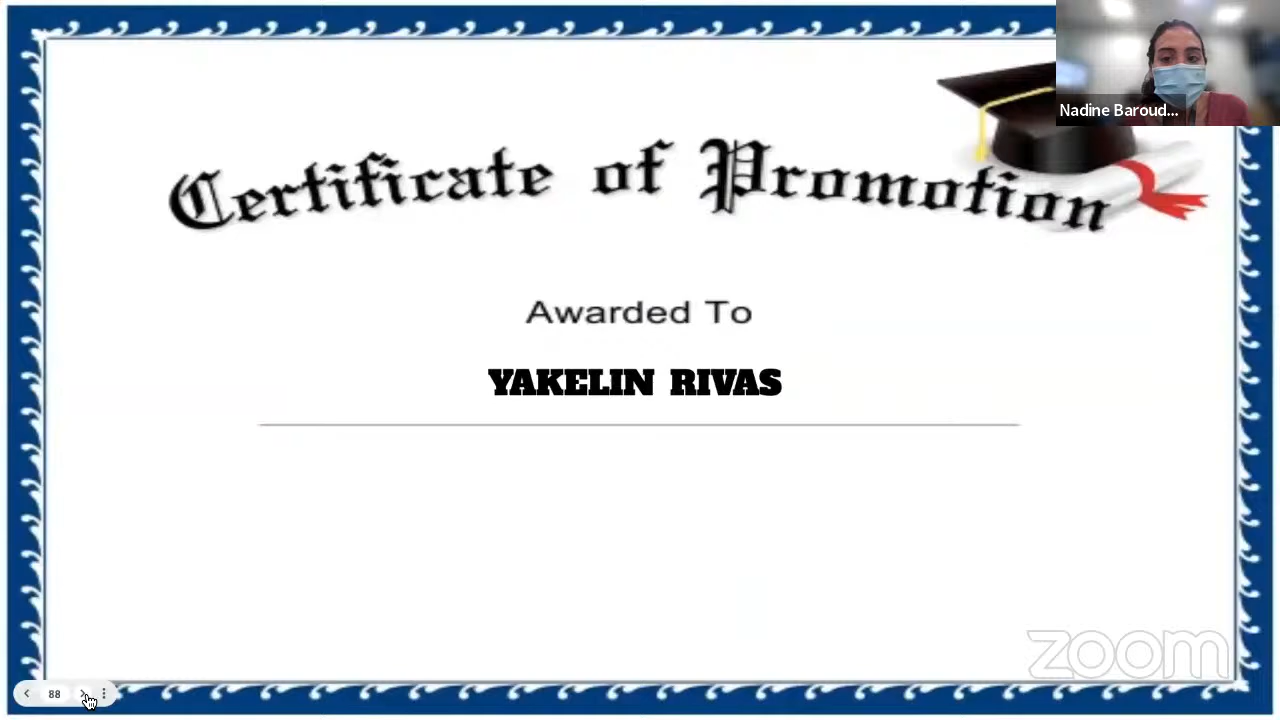 Nadine Baroud...
Certificate of Promotion
Awarded To
YAKELIN RIVAS
zoom
88